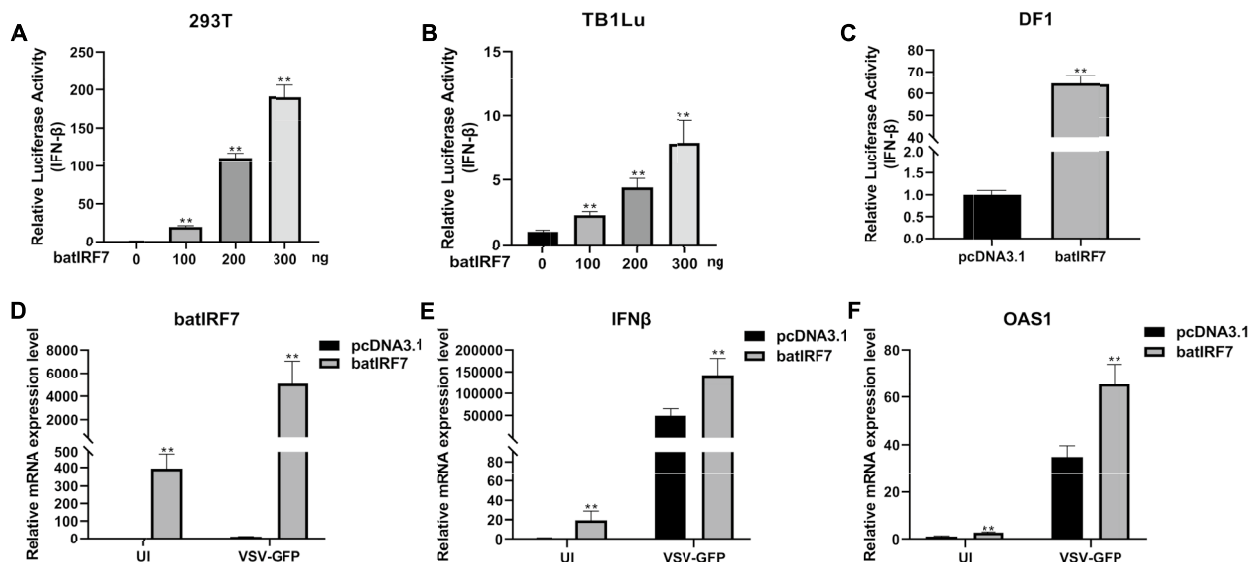 A
293T
Relative Luciferase Activity
(IFN-β)
250
200
150
100
50
0
**
**
**
batIRF7
0 100 200 300 ng
B
TB1Lu
Relative Luciferase Activity
(IFN-β)
15
10
5
0
**
**
**
batIRF7
0 100 200 300 ng
C
DF1
Relative Luciferase Activity
(IFN-β)
80
70
60
50
40
2.0
1.5
1.0
0.5
0.0
**
pcDNA3.1 batIRF7
D
batIRF7
Relative mRNA expression level
8000
6000
4000
2000
500
400
300
200
100
0
**
**
pcDNA3.1
batIRF7
UI VSV-GFP
E
IFNβ
Relative mRNA expression level
200000
150000
100000
50000
80
60
40
20
0
**
**
pcDNA3.1
batIRF7
UI VSV-GFP
F
OAS1
Relative mRNA expression level
80
60
40
20
0
**
**
pcDNA3.1
batIRF7
UI VSV-GFP